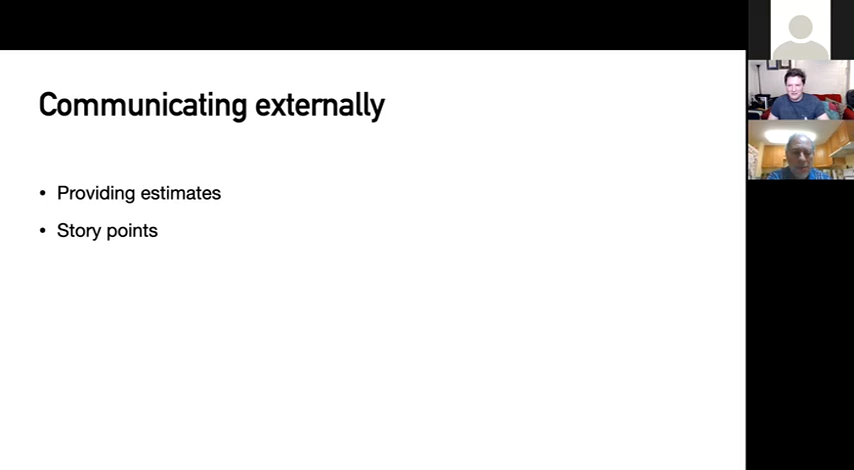 Communicating externally
• Providing estimates
• Story points